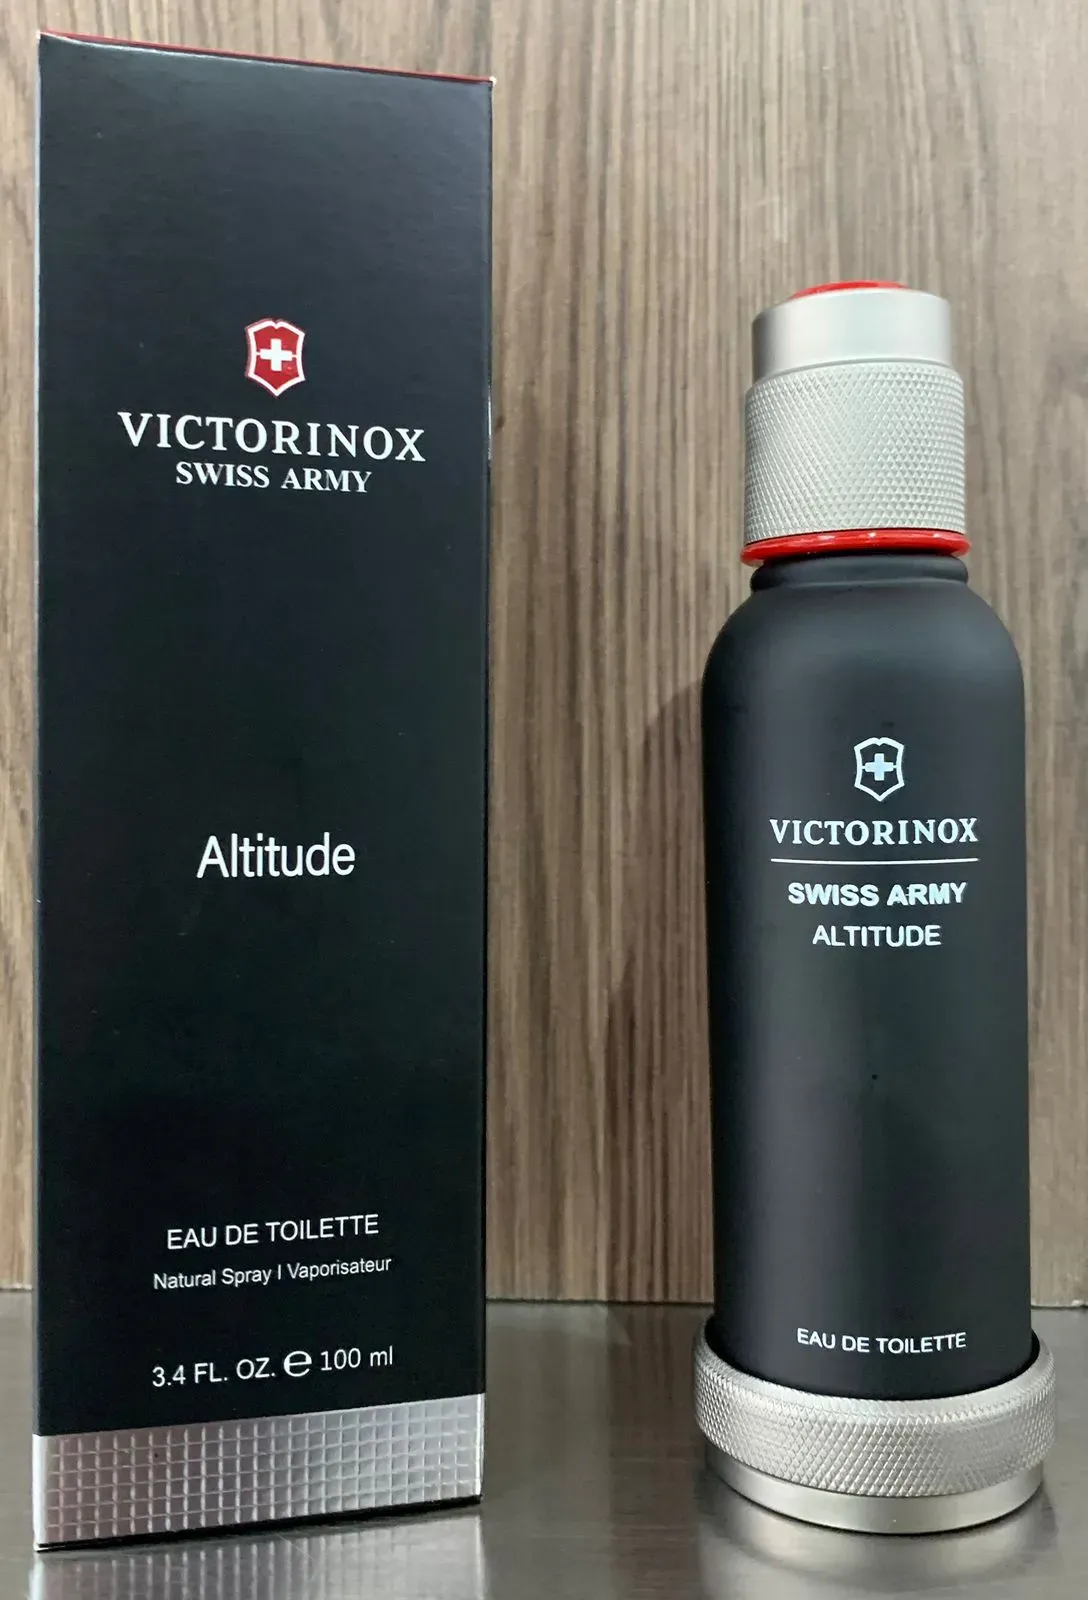 VICTORINOX
SWISS ARMY
Altitude
EAU DE TOILETTE
Natural Spray | Vaporisateur
3.4 FL. OZ. ℮ 100 ml
VICTORINOX
SWISS ARMY
ALTITUDE
EAU DE TOILETTE